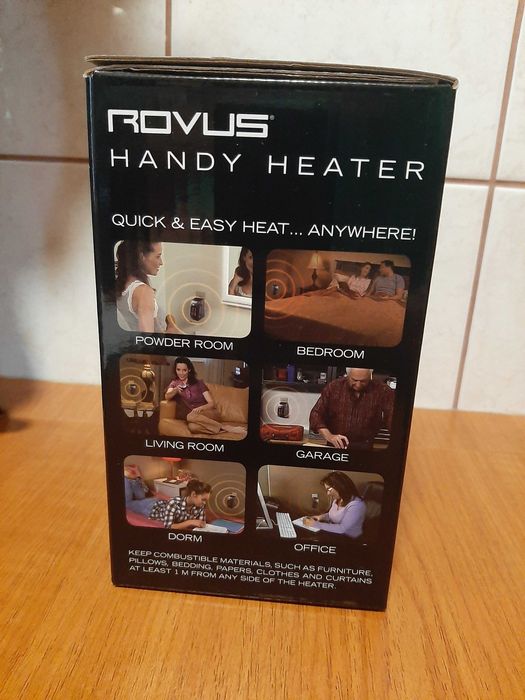 ROVUS®
HANDY HEATER
QUICK & EASY HEAT... ANYWHERE!
POWDER ROOM
BEDROOM
LIVING ROOM
GARAGE
DORM
OFFICE
KEEP COMBUSTIBLE MATERIALS, SUCH AS FURNITURE,
PILLOWS, BEDDING, PAPERS, CLOTHES AND CURTAINS
AT LEAST 1 M FROM ANY SIDE OF THE HEATER.